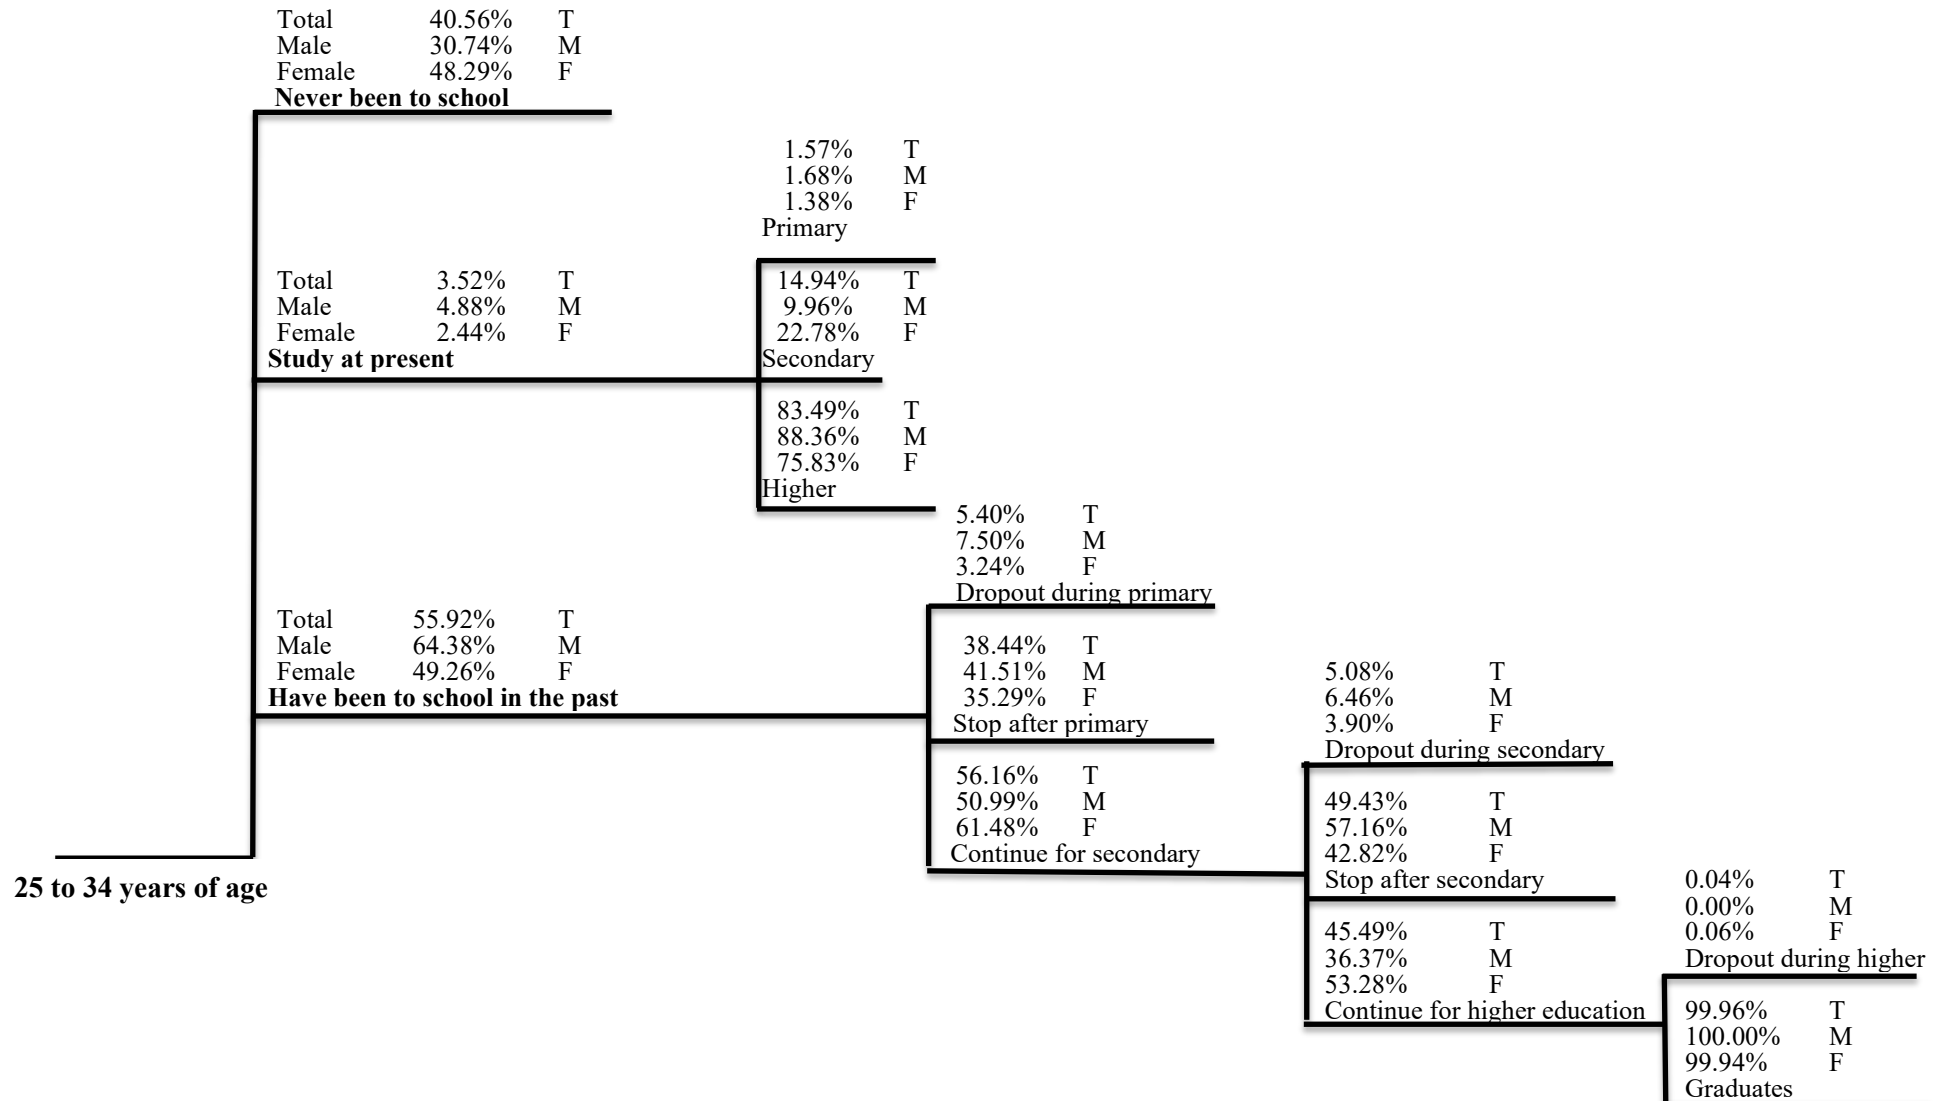 Total 40.56% T
Male 30.74% M
Female 48.29% F
Never been to school
1.57% T
1.68% M
1.38% F
Primary
Total 3.52% T
Male 4.88% M
Female 2.44% F
Study at present
14.94% T
9.96% M
22.78% F
Secondary
83.49% T
88.36% M
75.83% F
Higher
Total 55.92% T
Male 64.38% M
Female 49.26% F
Have been to school in the past
5.40% T
7.50% M
3.24% F
Dropout during primary
38.44% T
41.51% M
35.29% F
Stop after primary
56.16% T
50.99% M
61.48% F
Continue for secondary
5.08% T
6.46% M
3.90% F
Dropout during secondary
49.43% T
57.16% M
42.82% F
Stop after secondary
45.49% T
36.37% M
53.28% F
Continue for higher education
0.04% T
0.00% M
0.06% F
Dropout during higher
99.96% T
100.00% M
99.94% F
Graduates
25 to 34 years of age